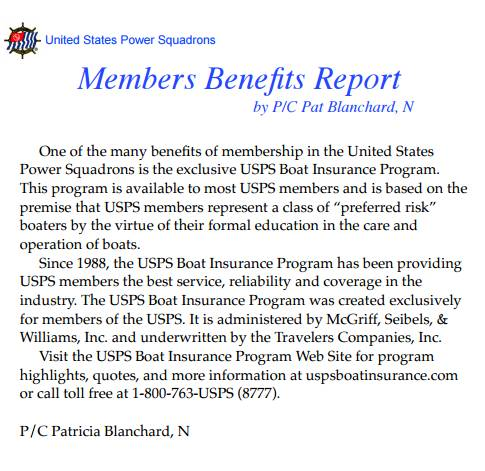 United States Power Squadrons
Members Benefits Report
by P/C Pat Blanchard, N
One of the many benefits of membership in the United States
Power Squadrons is the exclusive USPS Boat Insurance Program.
This program is available to most USPS members and is based on the
premise that USPS members represent a class of “preferred risk”
boaters by the virtue of their formal education in the care and
operation of boats.
Since 1988, the USPS Boat Insurance Program has been providing
USPS members the best service, reliability and coverage in the
industry. The USPS Boat Insurance Program was created exclusively
for members of the USPS. It is administered by McGriff, Seibels, &
Williams, Inc. and underwritten by the Travelers Companies, Inc.
Visit the USPS Boat Insurance Program Web Site for program
highlights, quotes, and more information at uspsboatinsurance.com
or call toll free at 1-800-763-USPS (8777).
P/C Patricia Blanchard, N